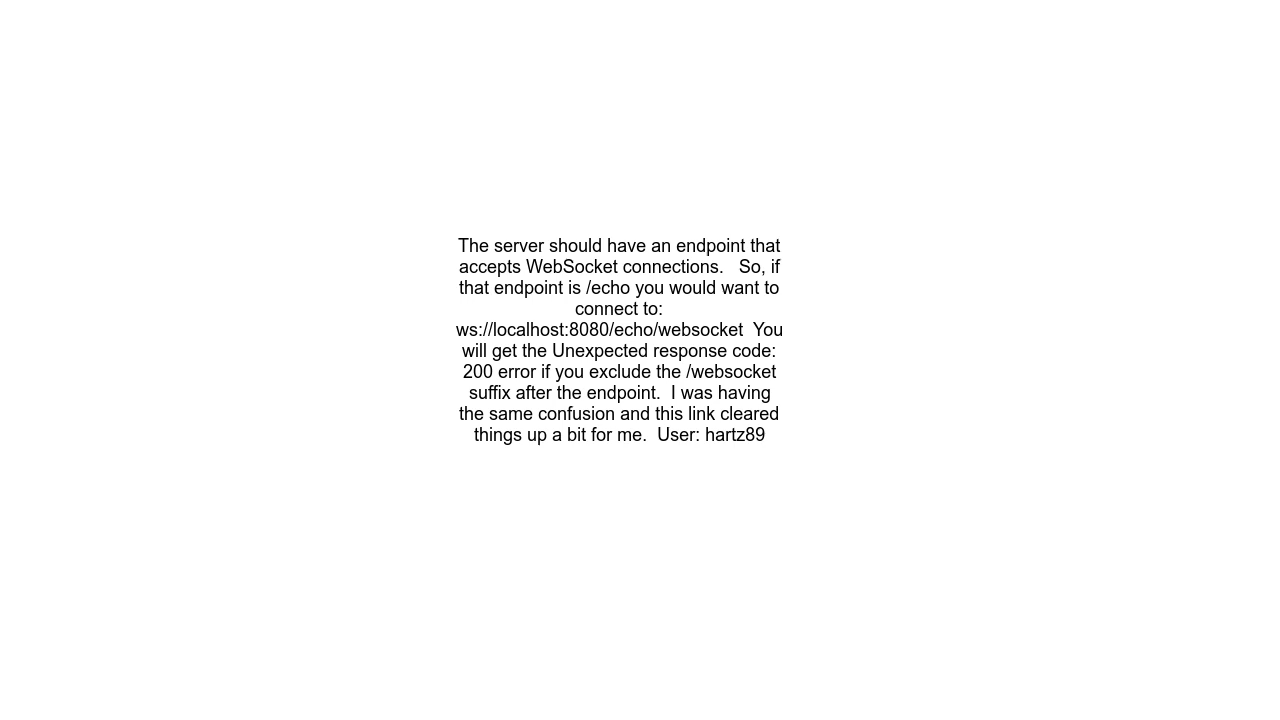 The server should have an endpoint that
accepts WebSocket connections.   So, if
that endpoint is /echo you would want to
connect to:
ws://localhost:8080/echo/websocket  You
will get the Unexpected response code:
200 error if you exclude the /websocket
suffix after the endpoint.  I was having
the same confusion and this link cleared
things up a bit for me.  User: hartz89